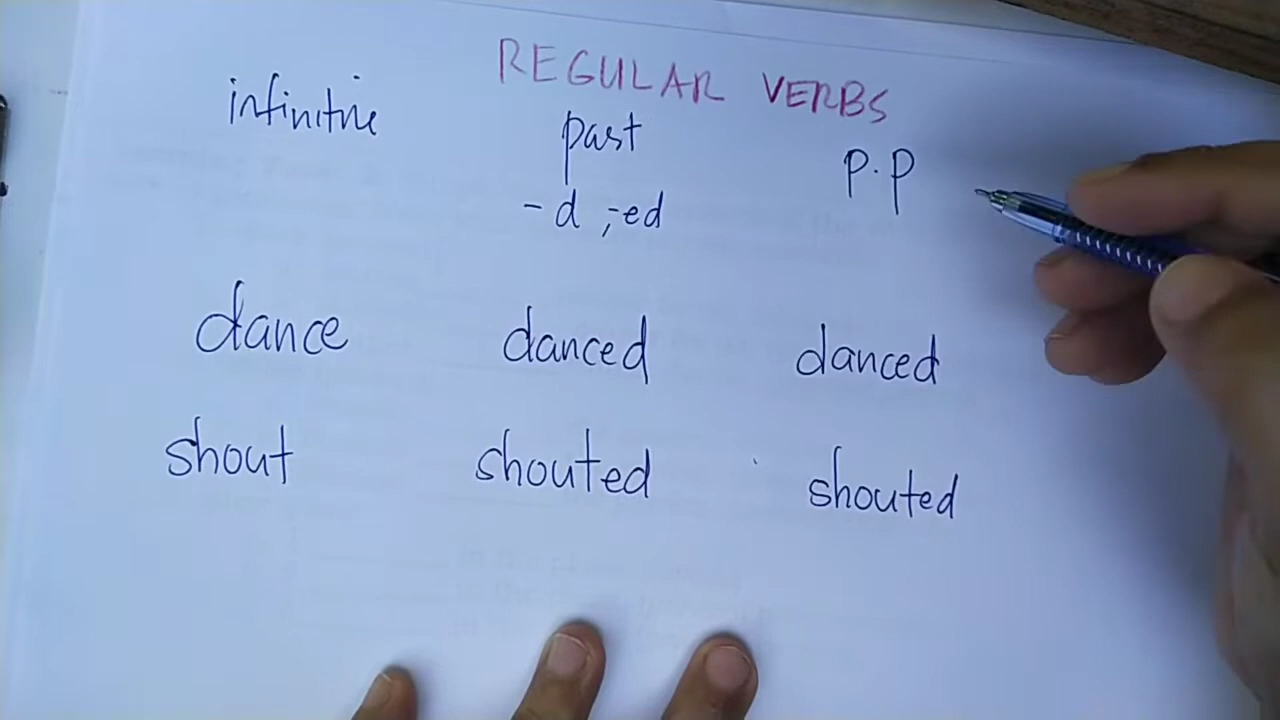 REGULAR VERBS
infinitive past p.p
-d ; -ed
dance danced danced
shout shouted shouted